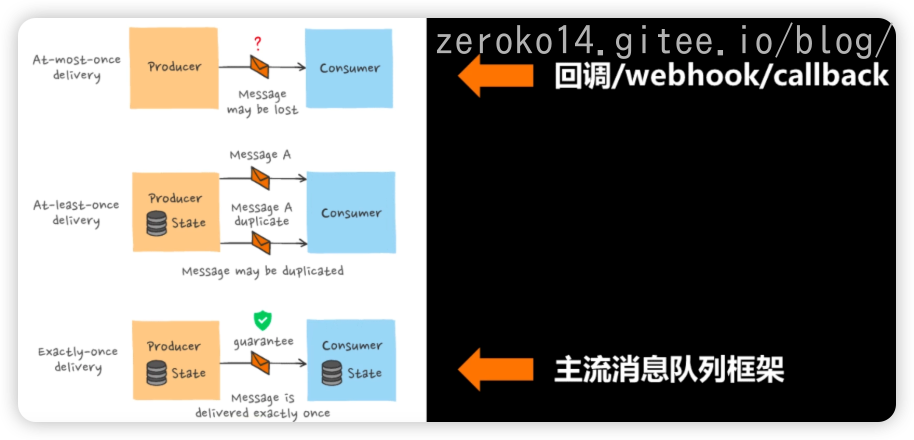 zeroko14.gitee.io/blog/
At-most-once
delivery
Producer
?
Consumer
Message
may be lost
回调/webhook/callback
At-least-once
delivery
Producer
State
Message A
Message A
duplicate
Consumer
Message may be duplicated
Exactly-once
delivery
Producer
State
guarantee
Consumer
State
Message is
delivered exactly once
主流消息队列框架